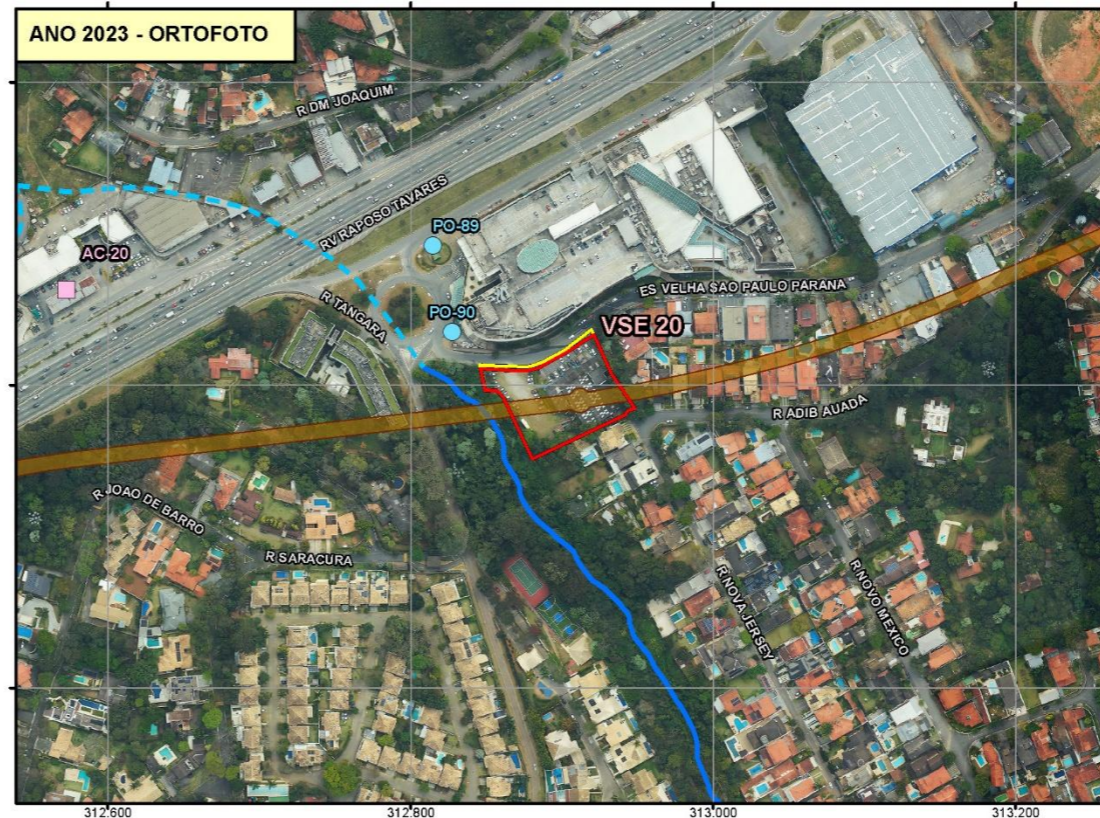 ANO 2023 - ORTOFOTO
R DM JOAQUIM
RV RAPOSO TAVARES
PO-89
AC-20
ES VELHA SAO PAULO PARANA
R TANGARA
PO-90
VSE 20
R ADIB AUADA
R JOAO DE BARRO
R SARACURA
R NOVA JERSEY
R NOVO MEXICO
312.600
312.800
313.000
313.200